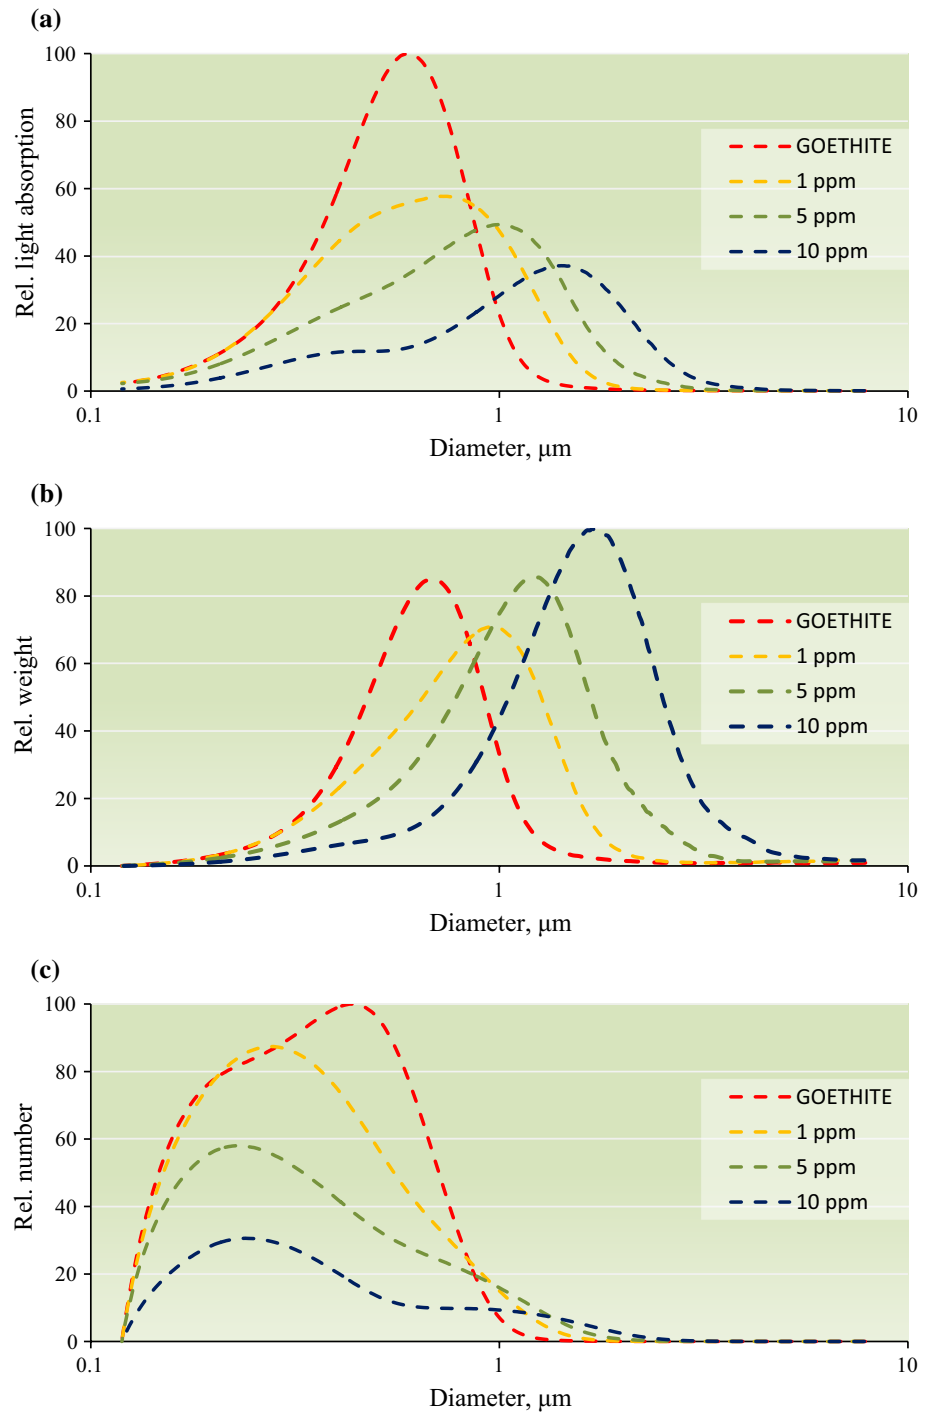 (a)
100
80
60
40
20
0
Rel. light absorption
GOETHITE
1 ppm
5 ppm
10 ppm
0.1
1
10
Diameter, μm
(b)
100
80
60
40
20
0
Rel. weight
GOETHITE
1 ppm
5 ppm
10 ppm
0.1
1
10
Diameter, μm
(c)
100
80
60
40
20
0
Rel. number
GOETHITE
1 ppm
5 ppm
10 ppm
0.1
1
10
Diameter, μm